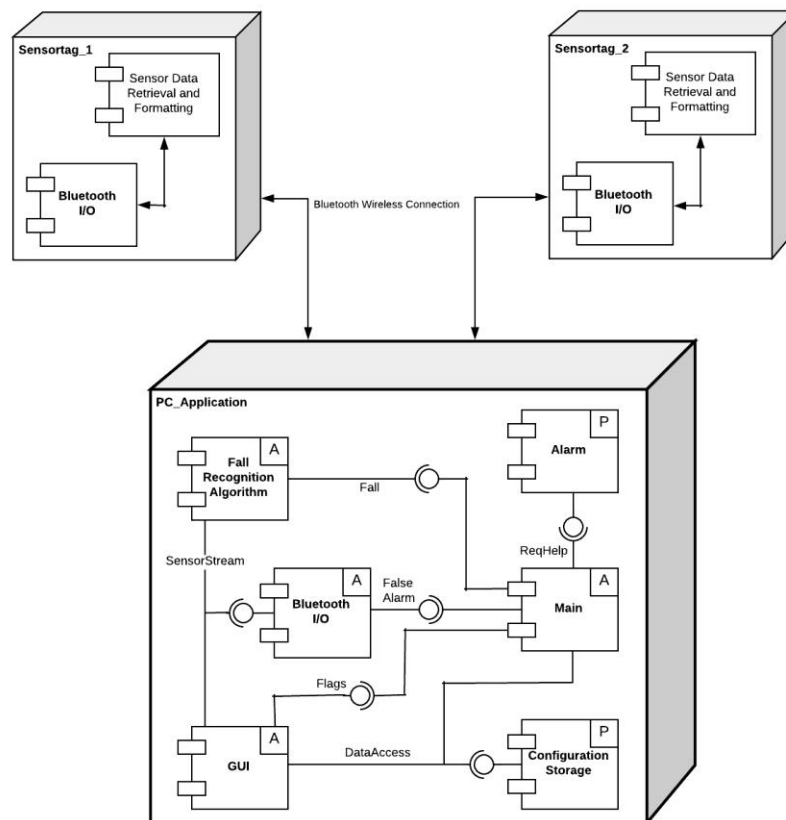 Sensortag_1
Sensor Data
Retrieval and
Formatting
Bluetooth
I/O
Sensortag_2
Sensor Data
Retrieval and
Formatting
Bluetooth
I/O
Bluetooth Wireless Connection
PC_Application
A
Fall
Recognition
Algorithm
Fall
P
Alarm
ReqHelp
SensorStream
A
Bluetooth
I/O
False
Alarm
A
Main
Flags
A
GUI
DataAccess
P
Configuration
Storage